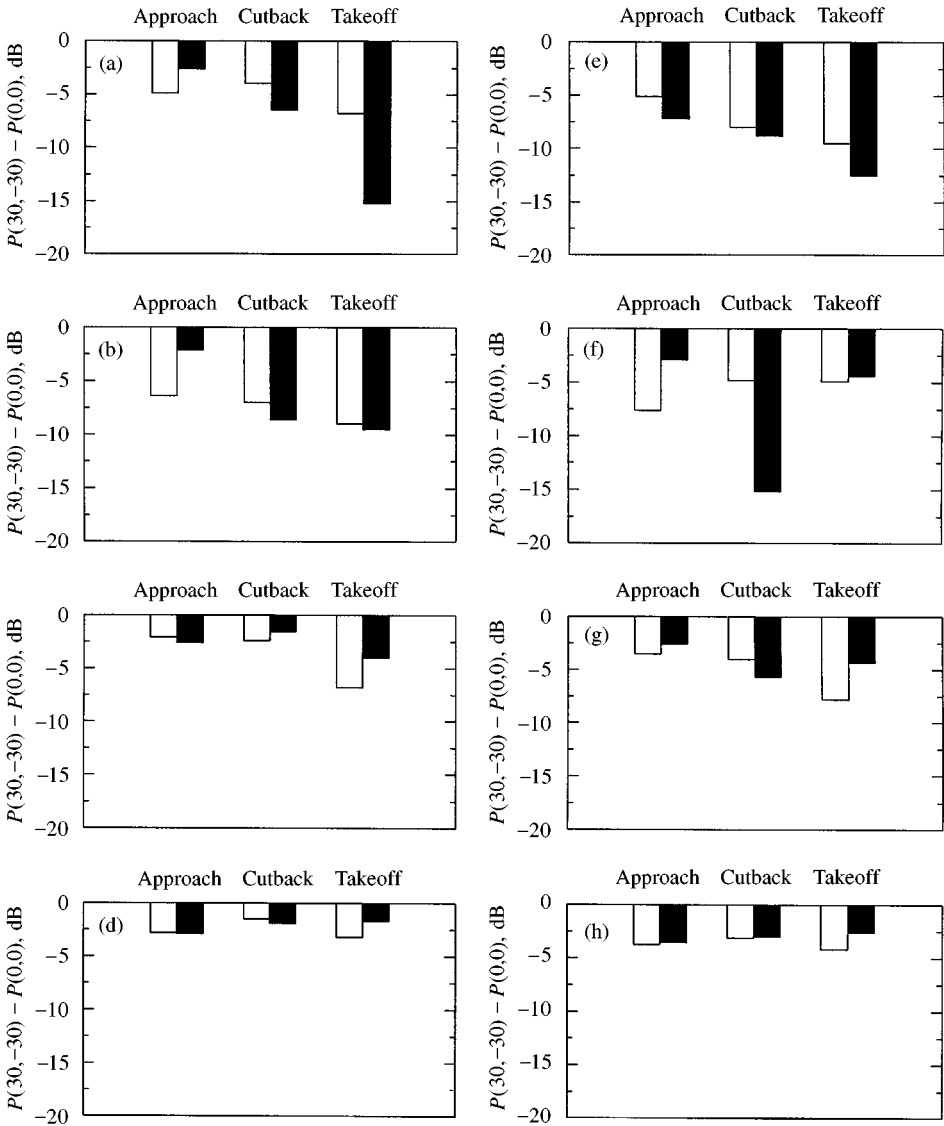 Approach Cutback Takeoff
(a)
0
−5
−10
−15
−20
P(30,−30) − P(0,0), dB
Approach Cutback Takeoff
(b)
0
−5
−10
−15
−20
P(30,−30) − P(0,0), dB
Approach Cutback Takeoff
0
−5
−10
−15
−20
P(30,−30) − P(0,0), dB
Approach Cutback Takeoff
(d)
0
−5
−10
−15
−20
P(30,−30) − P(0,0), dB
Approach Cutback Takeoff
(e)
0
−5
−10
−15
−20
P(30,−30) − P(0,0), dB
Approach Cutback Takeoff
(f)
0
−5
−10
−15
−20
P(30,−30) − P(0,0), dB
Approach Cutback Takeoff
(g)
0
−5
−10
−15
−20
P(30,−30) − P(0,0), dB
Approach Cutback Takeoff
(h)
0
−5
−10
−15
−20
P(30,−30) − P(0,0), dB